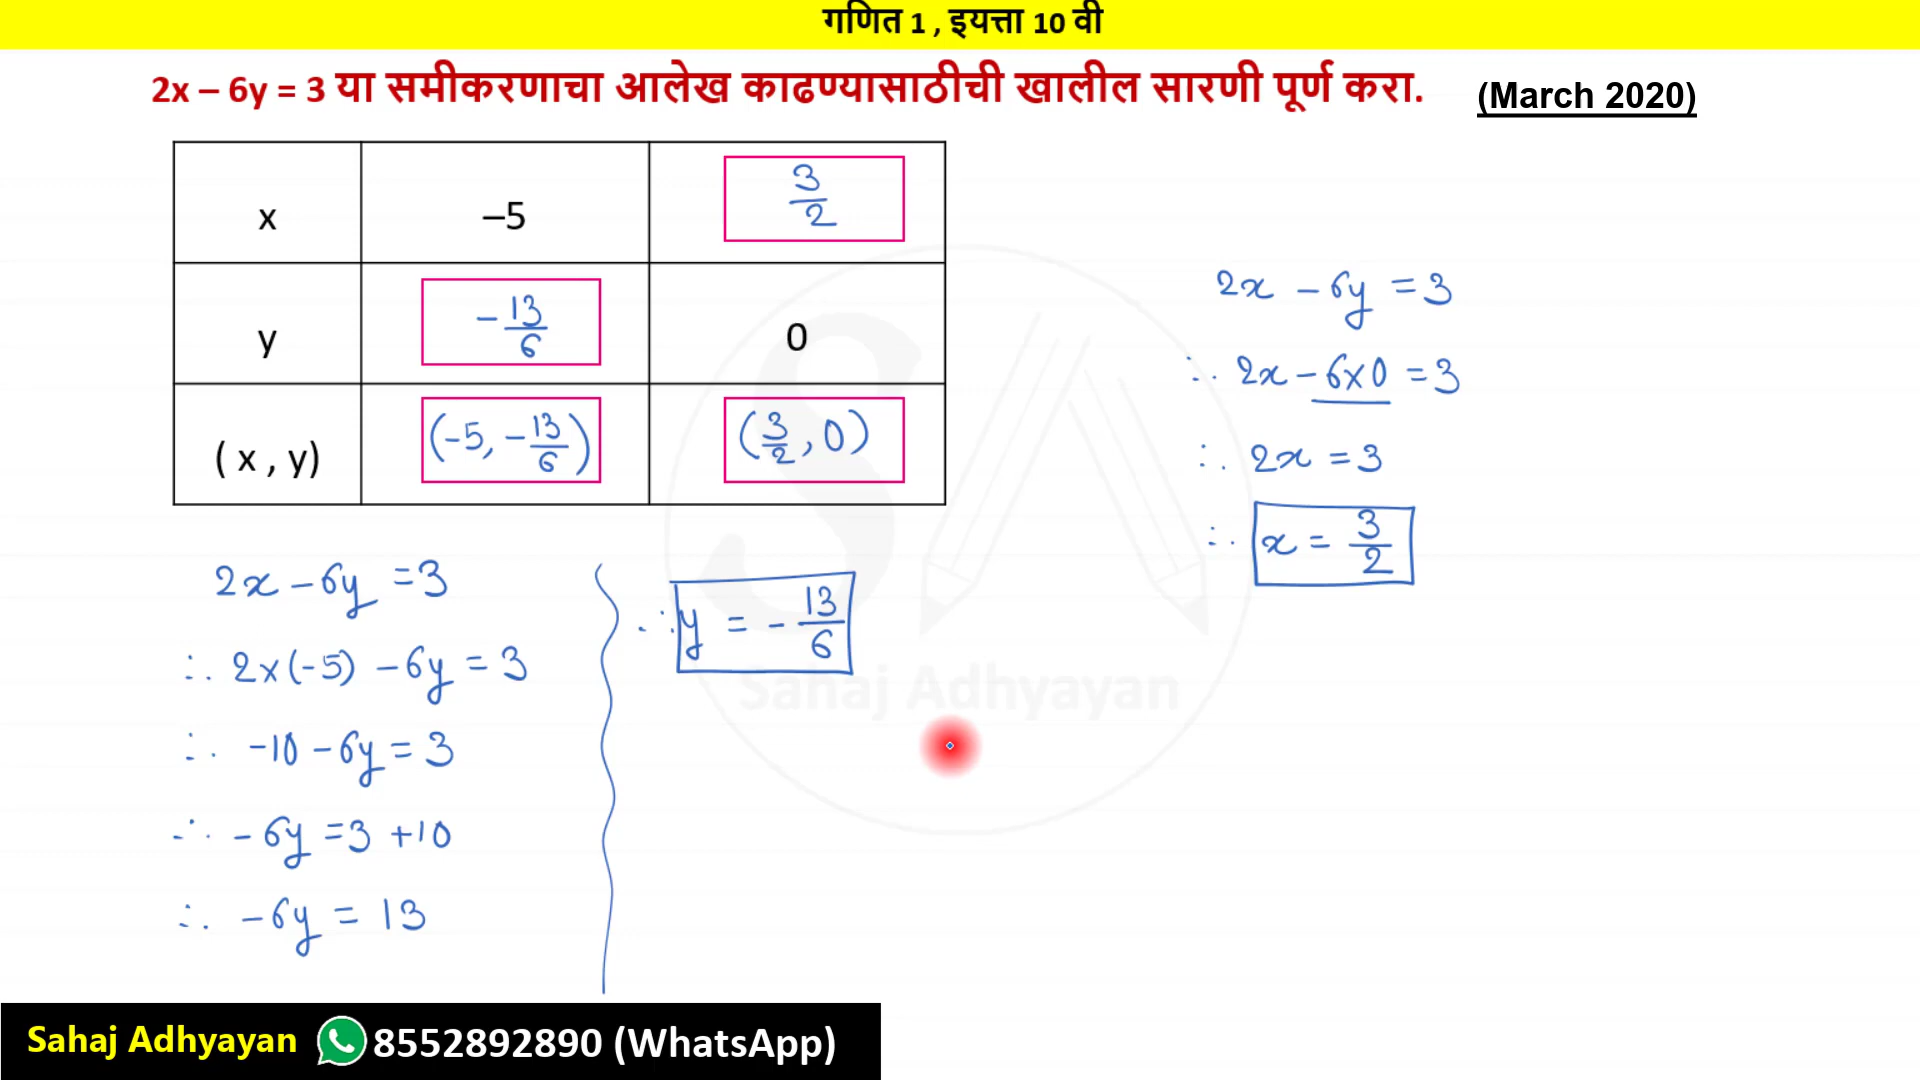 गणित 1 , इयत्ता 10 वी
2x – 6y = 3 या समीकरणाचा आलेख काढण्यासाठीची खालील सारणी पूर्ण करा. (March 2020)
x –5 3/2
y -13/6 0
( x , y) (-5, -13/6) (3/2, 0)
2x - 6y = 3
∴ 2x - 6×0 = 3
∴ 2x = 3
∴ x = 3/2
2x - 6y = 3
∴ 2×(-5) - 6y = 3
∴ -10 - 6y = 3
∴ -6y = 3 + 10
∴ -6y = 13
∴ y = -13/6
Sahaj Adhyayan
Sahaj Adhyayan 8552892890 (WhatsApp)